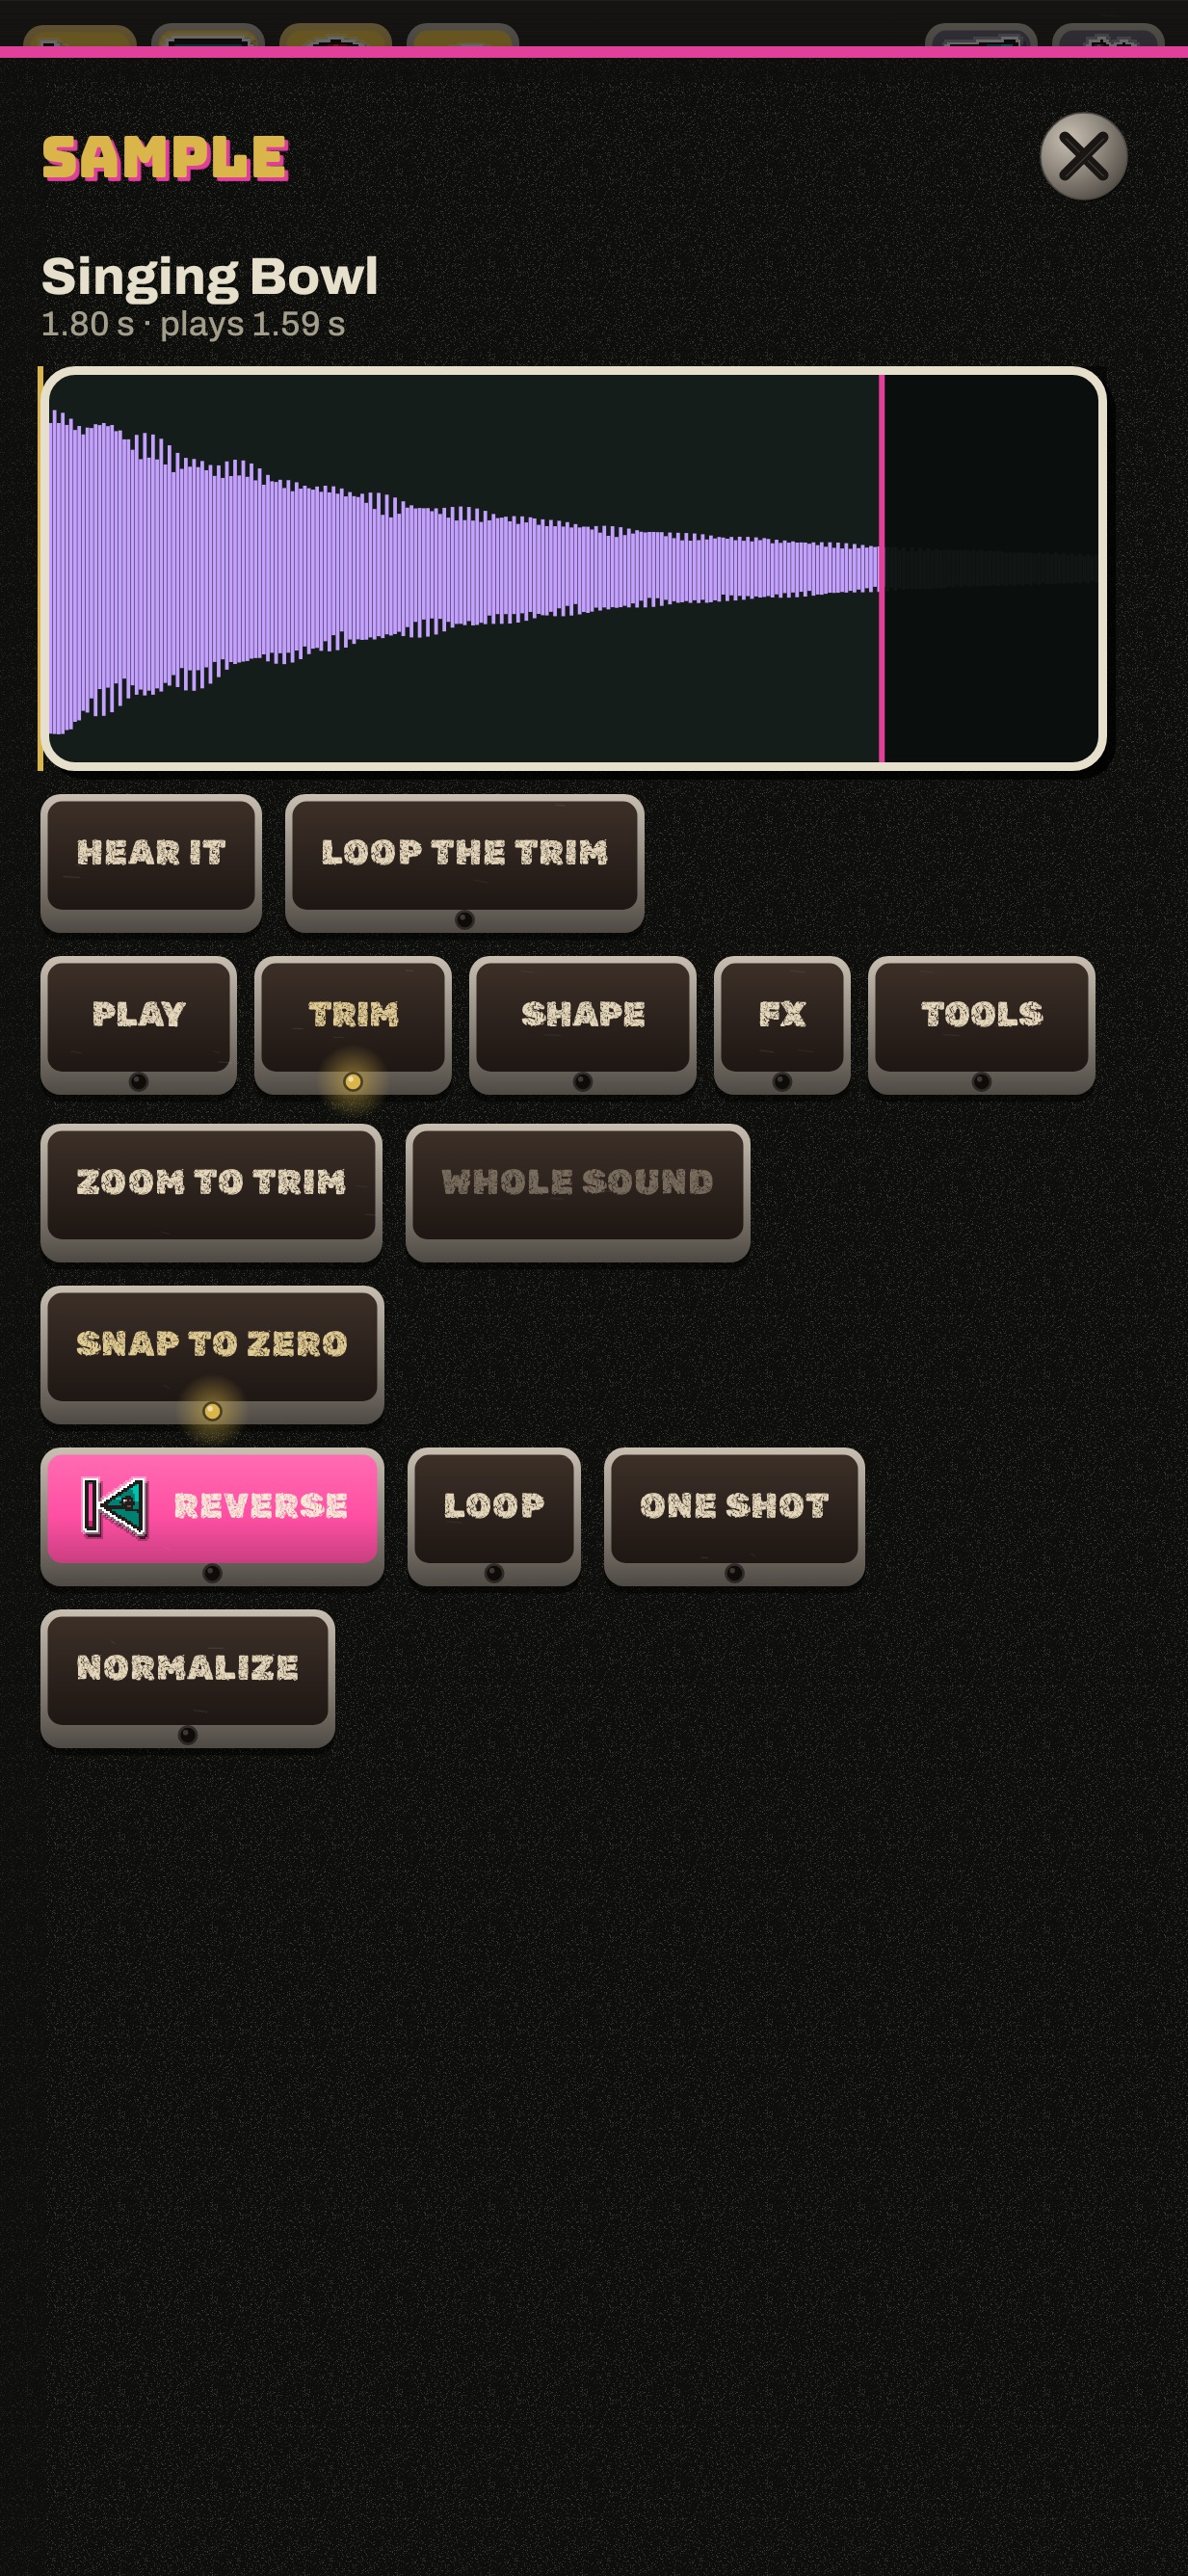 SAMPLE
Singing Bowl
1.80 s · plays 1.59 s
HEAR IT LOOP THE TRIM
PLAY TRIM SHAPE FX TOOLS
ZOOM TO TRIM WHOLE SOUND
SNAP TO ZERO
REVERSE LOOP ONE SHOT
NORMALIZE